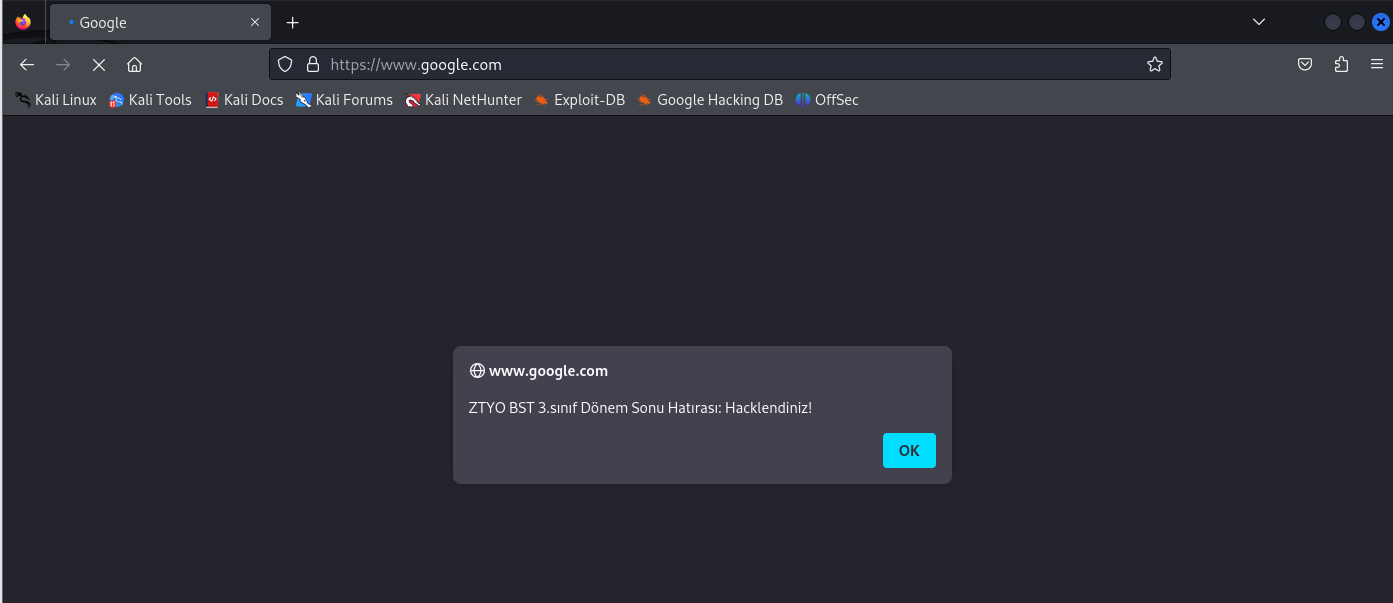 Google
https://www.google.com
Kali Linux Kali Tools Kali Docs Kali Forums Kali NetHunter Exploit-DB Google Hacking DB OffSec
www.google.com
ZTYO BST 3.sınıf Dönem Sonu Hatırası: Hacklendiniz!
OK